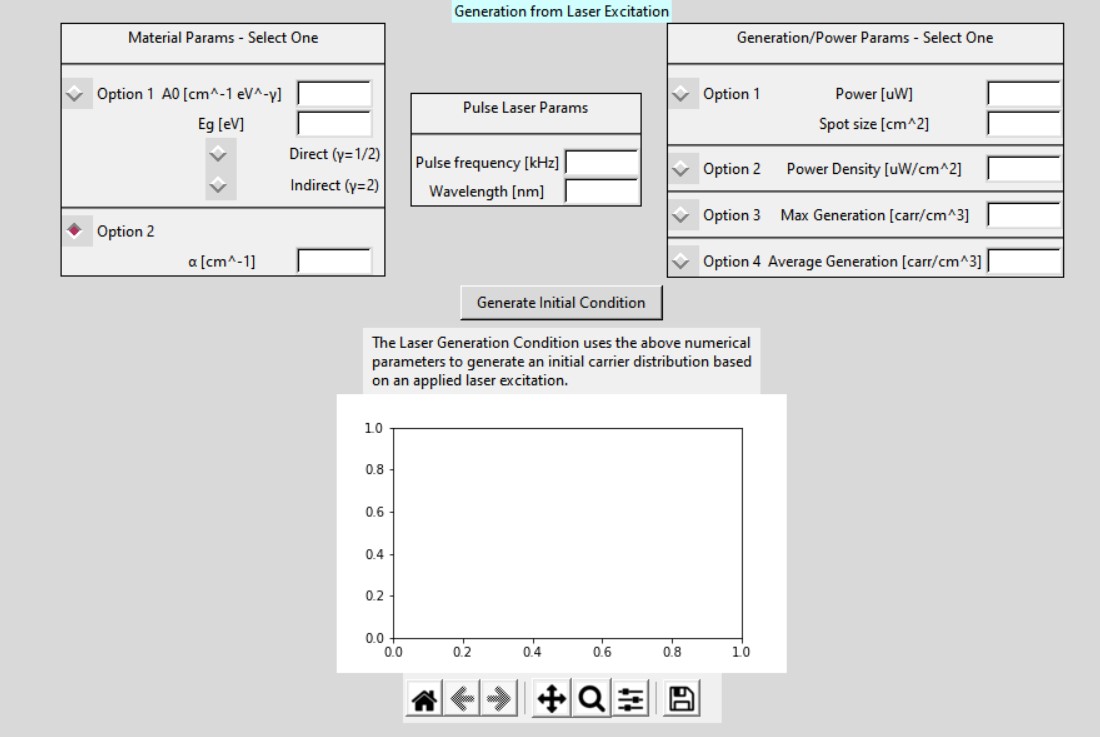 Generation from Laser Excitation
Material Params - Select One
Option 1 A0 [cm^-1 eV^-γ]
Eg [eV]
Direct (γ=1/2)
Indirect (γ=2)
Option 2
α [cm^-1]
Pulse Laser Params
Pulse frequency [kHz]
Wavelength [nm]
Generation/Power Params - Select One
Option 1 Power [uW]
Spot size [cm^2]
Option 2 Power Density [uW/cm^2]
Option 3 Max Generation [carr/cm^3]
Option 4 Average Generation [carr/cm^3]
Generate Initial Condition
The Laser Generation Condition uses the above numerical
parameters to generate an initial carrier distribution based
on an applied laser excitation.
1.0
0.8
0.6
0.4
0.2
0.0
0.0 0.2 0.4 0.6 0.8 1.0